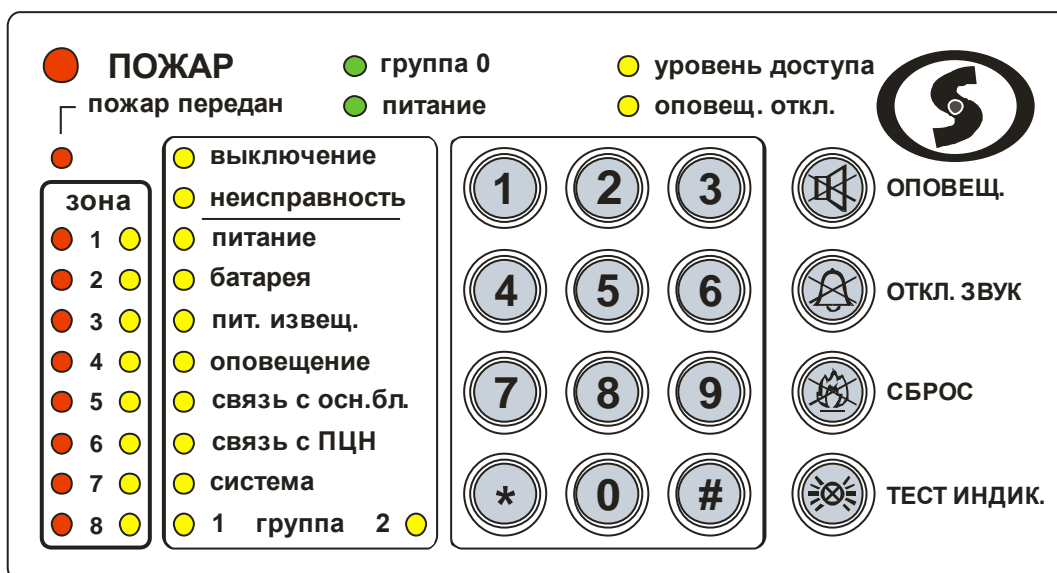 ПОЖАР
пожар передан
группа 0
питание
уровень доступа
оповещ. откл.
зона
1
2
3
4
5
6
7
8
выключение
неисправность
питание
батарея
пит. извещ.
оповещение
связь с осн.бл.
связь с ПЦН
система
1 группа 2
1 2 3
4 5 6
7 8 9
* 0 #
ОПОВЕЩ.
ОТКЛ. ЗВУК
СБРОС
ТЕСТ ИНДИК.